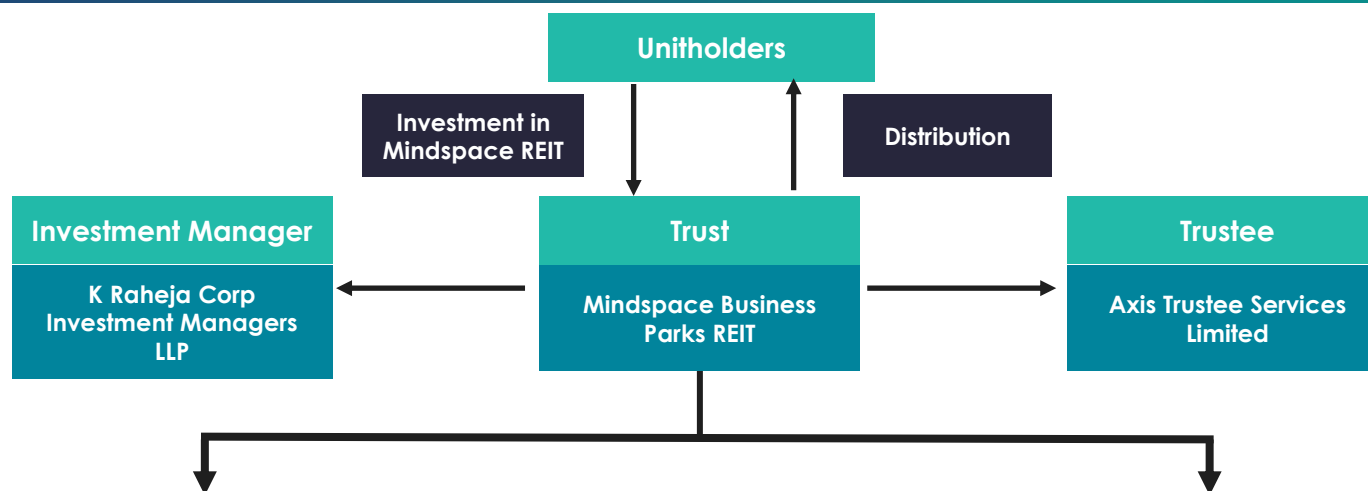 Unitholders
Investment in
Mindspace REIT
Distribution
Investment Manager
K Raheja Corp
Investment Managers
LLP
Trust
Mindspace Business
Parks REIT
Trustee
Axis Trustee Services
Limited